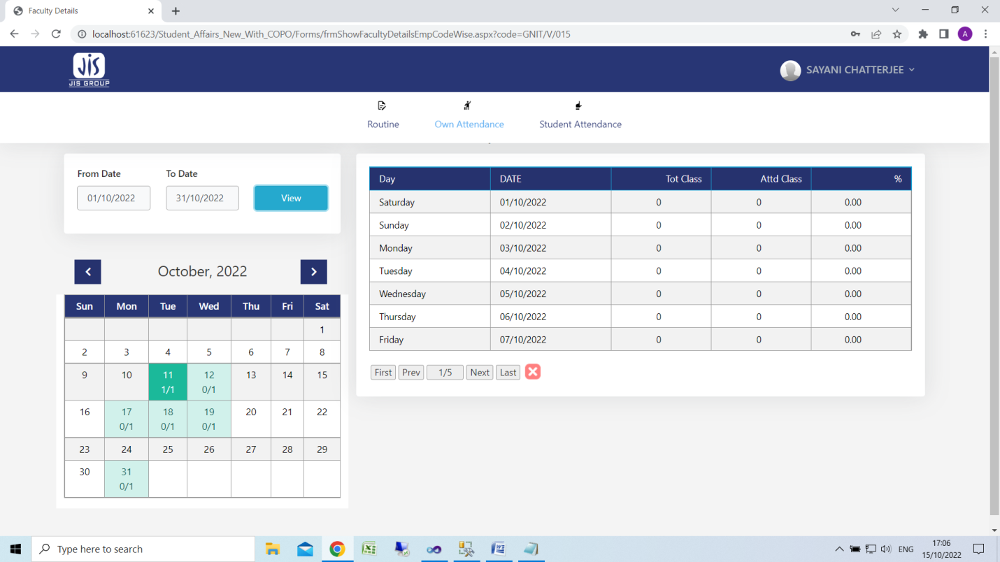 Faculty Details
localhost:61623/Student_Affairs_New_With_COPO/Forms/frmShowFacultyDetailsEmpCodeWise.aspx?code=GNIT/V/015
A
JIS
JIS GROUP
SAYANI CHATTERJEE
Routine Own Attendance Student Attendance
From Date To Date
01/10/2022 31/10/2022 View
October, 2022
Sun Mon Tue Wed Thu Fri Sat
1
2 3 4 5 6 7 8
9 10 11 12 13 14 15
1/1 0/1
16 17 18 19 20 21 22
0/1 0/1 0/1
23 24 25 26 27 28 29
30 31
0/1
Day DATE Tot Class Attd Class %
Saturday 01/10/2022 0 0 0.00
Sunday 02/10/2022 0 0 0.00
Monday 03/10/2022 0 0 0.00
Tuesday 04/10/2022 0 0 0.00
Wednesday 05/10/2022 0 0 0.00
Thursday 06/10/2022 0 0 0.00
Friday 07/10/2022 0 0 0.00
First Prev 1/5 Next Last
Type here to search
ENG
17:06
15/10/2022